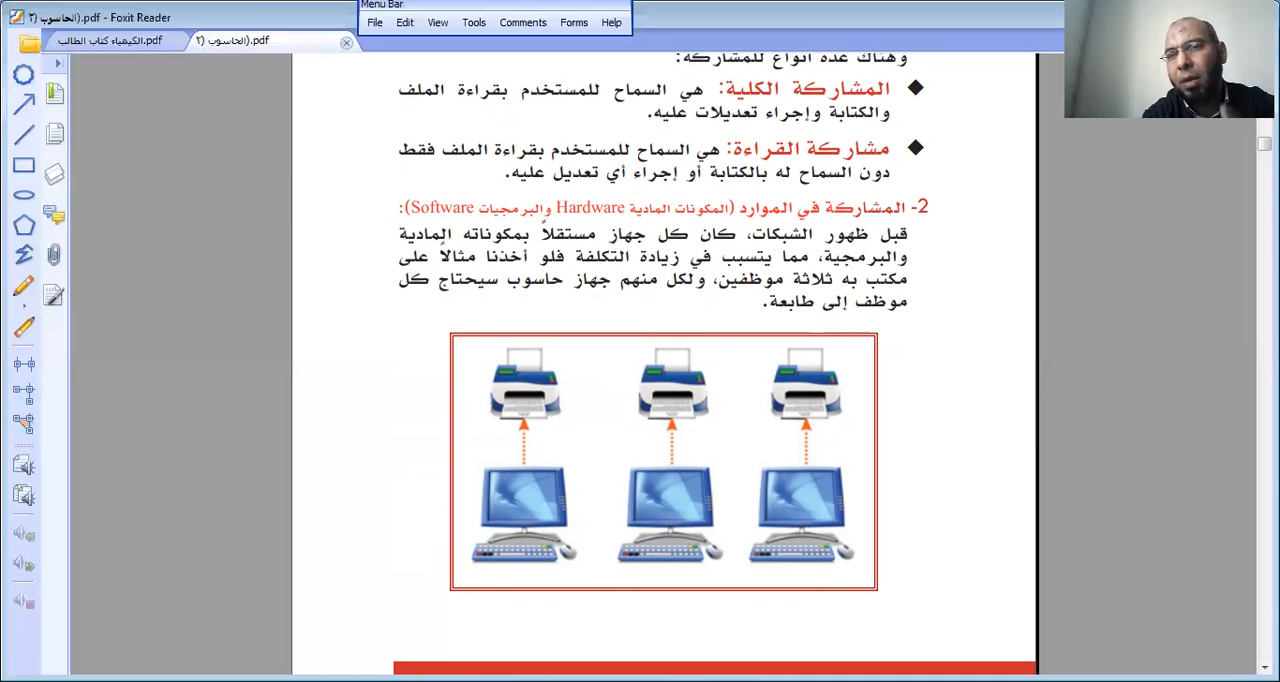 الحاسوب (٢).pdf - Foxit Reader
Menu Bar
File Edit View Tools Comments Forms Help
الكيمياء كتاب الطالب.pdf
الحاسوب (٢).pdf
وهناك عدة أنواع للمشاركة:
◆ المشاركة الكلية: هي السماح للمستخدم بقراءة الملف
والكتابة وإجراء تعديلات عليه.
◆ مشاركة القراءة: هي السماح للمستخدم بقراءة الملف فقط
دون السماح له بالكتابة أو إجراء أي تعديل عليه.
2- المشاركة في الموارد (المكونات المادية Hardware والبرمجيات Software):
قبل ظهور الشبكات، كان كل جهاز مستقلاً بمكوناته المادية
والبرمجية، مما يتسبب في زيادة التكلفة فلو أخذنا مثالاً على
مكتب به ثلاثة موظفين، ولكل منهم جهاز حاسوب سيحتاج كل
موظف إلى طابعة.